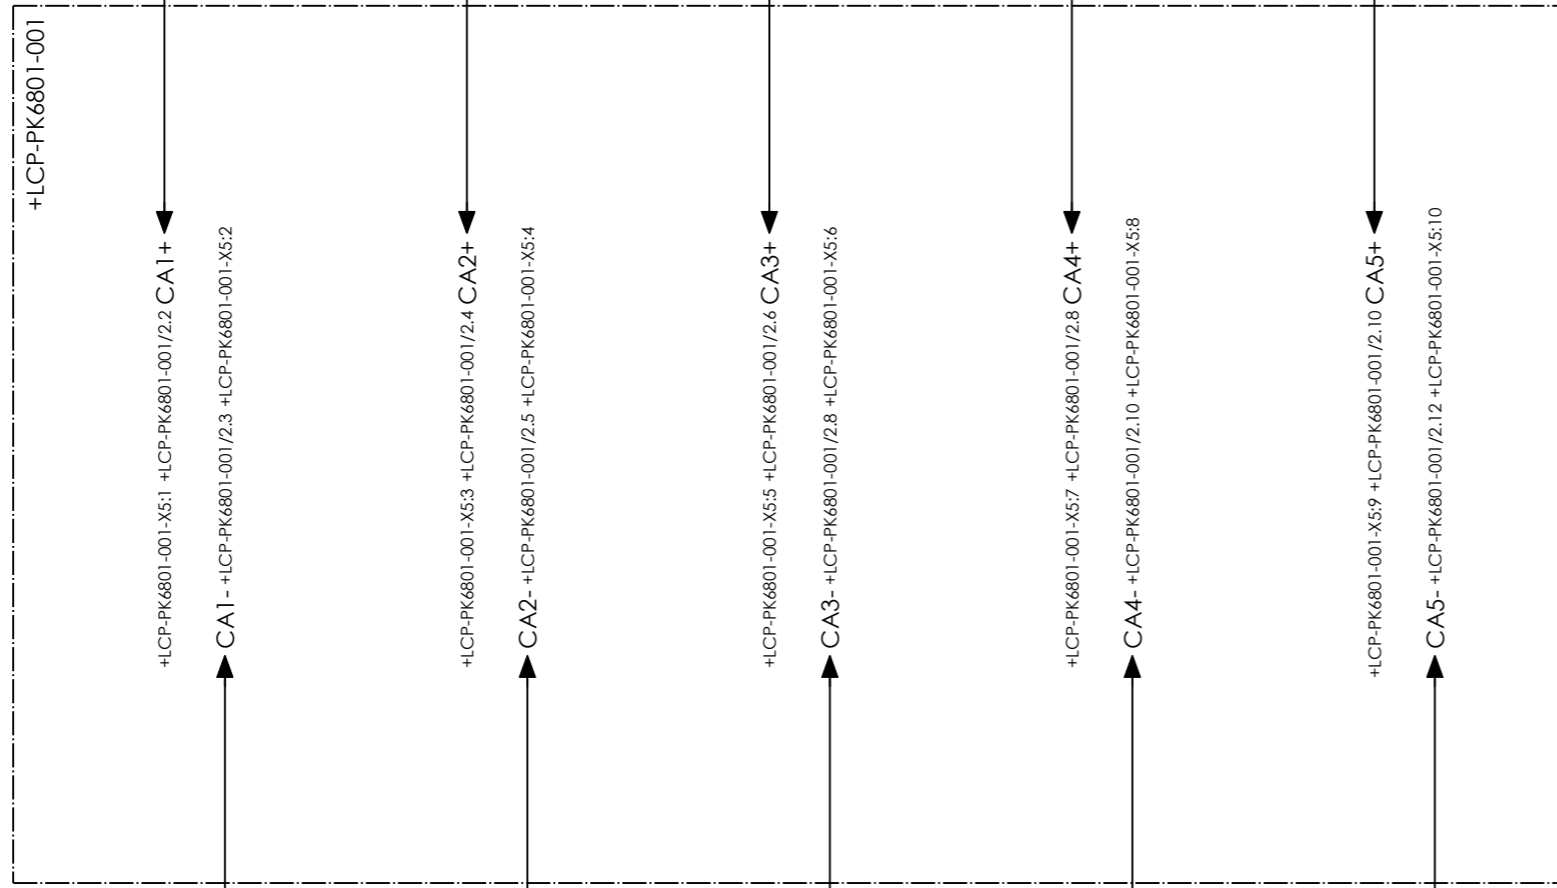 +LCP-PK6801-001
+LCP-PK6801-001-X5:1 +LCP-PK6801-001/2.2 CA1+
CA1- +LCP-PK6801-001/2.3 +LCP-PK6801-001-X5:2
+LCP-PK6801-001-X5:3 +LCP-PK6801-001/2.4 CA2+
CA2- +LCP-PK6801-001/2.5 +LCP-PK6801-001-X5:4
+LCP-PK6801-001-X5:5 +LCP-PK6801-001/2.6 CA3+
CA3- +LCP-PK6801-001/2.8 +LCP-PK6801-001-X5:6
+LCP-PK6801-001-X5:7 +LCP-PK6801-001/2.8 CA4+
CA4- +LCP-PK6801-001/2.10 +LCP-PK6801-001-X5:8
+LCP-PK6801-001-X5:9 +LCP-PK6801-001/2.10 CA5+
CA5- +LCP-PK6801-001/2.12 +LCP-PK6801-001-X5:10